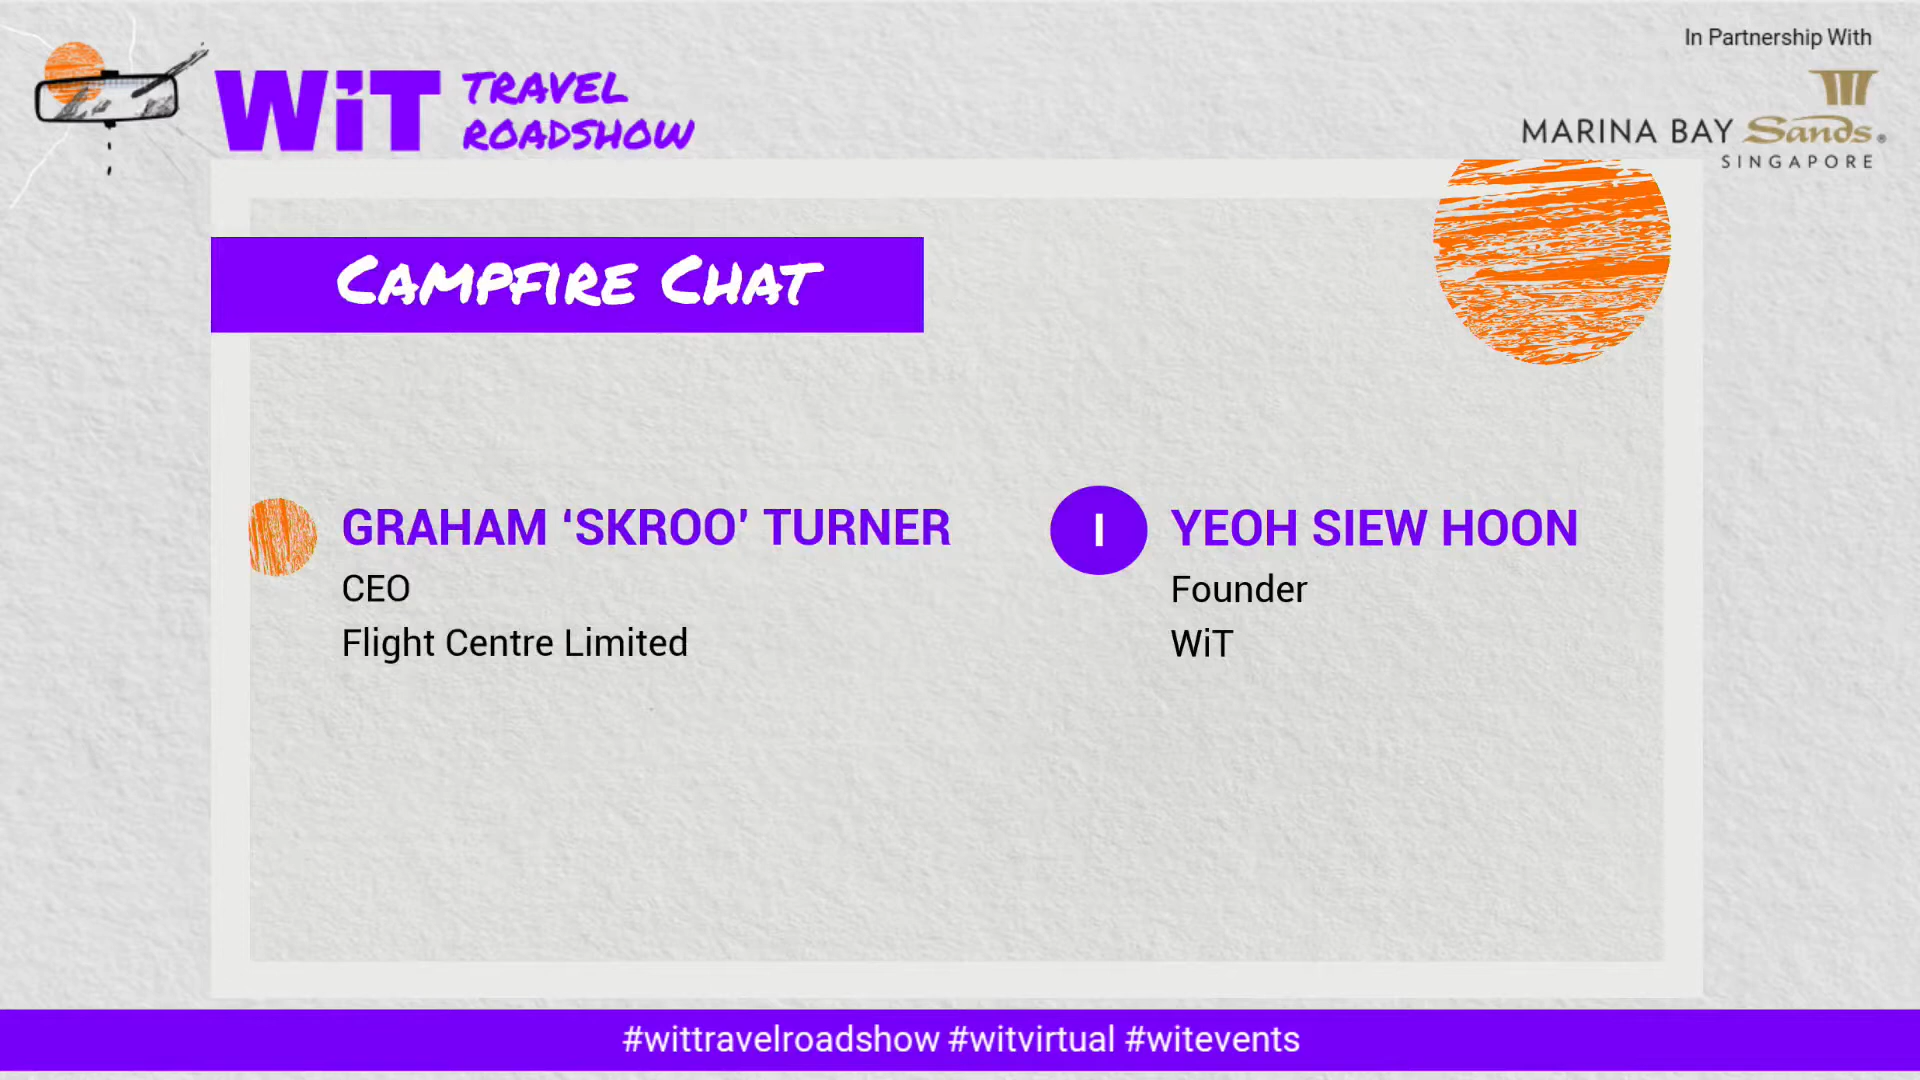 WiT TRAVEL
ROADSHOW
In Partnership With
MARINA BAY Sands®
SINGAPORE
CAMPFIRE CHAT
GRAHAM ‘SKROO’ TURNER
CEO
Flight Centre Limited
I
YEOH SIEW HOON
Founder
WiT
#wittravelroadshow #witvirtual #witevents